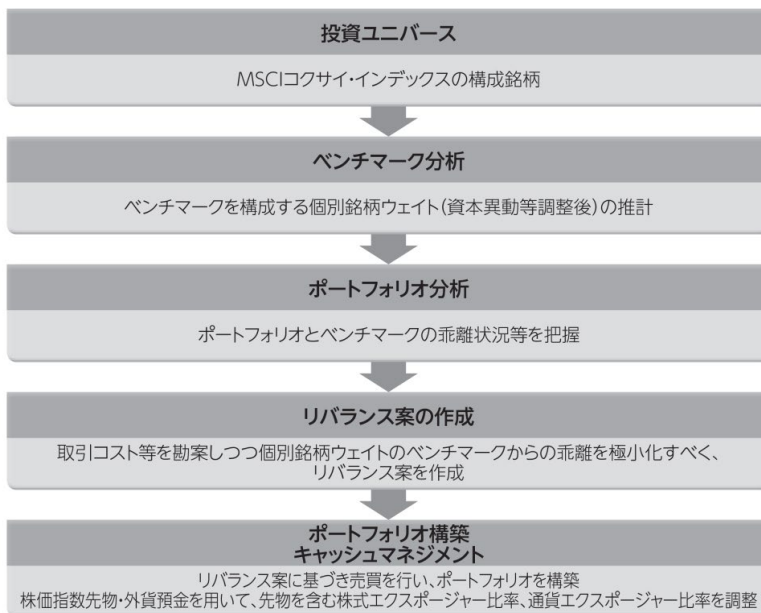 投資ユニバース
MSCIコクサイ・インデックスの構成銘柄
ベンチマーク分析
ベンチマークを構成する個別銘柄ウェイト(資本異動等調整後)の推計
ポートフォリオ分析
ポートフォリオとベンチマークの乖離状況等を把握
リバランス案の作成
取引コスト等を勘案しつつ個別銘柄ウェイトのベンチマークからの乖離を極小化すべく、
リバランス案を作成
ポートフォリオ構築
キャッシュマネジメント
リバランス案に基づき売買を行い、ポートフォリオを構築
株価指数先物・外貨預金を用いて、先物を含む株式エクスポージャー比率、通貨エクスポージャー比率を調整